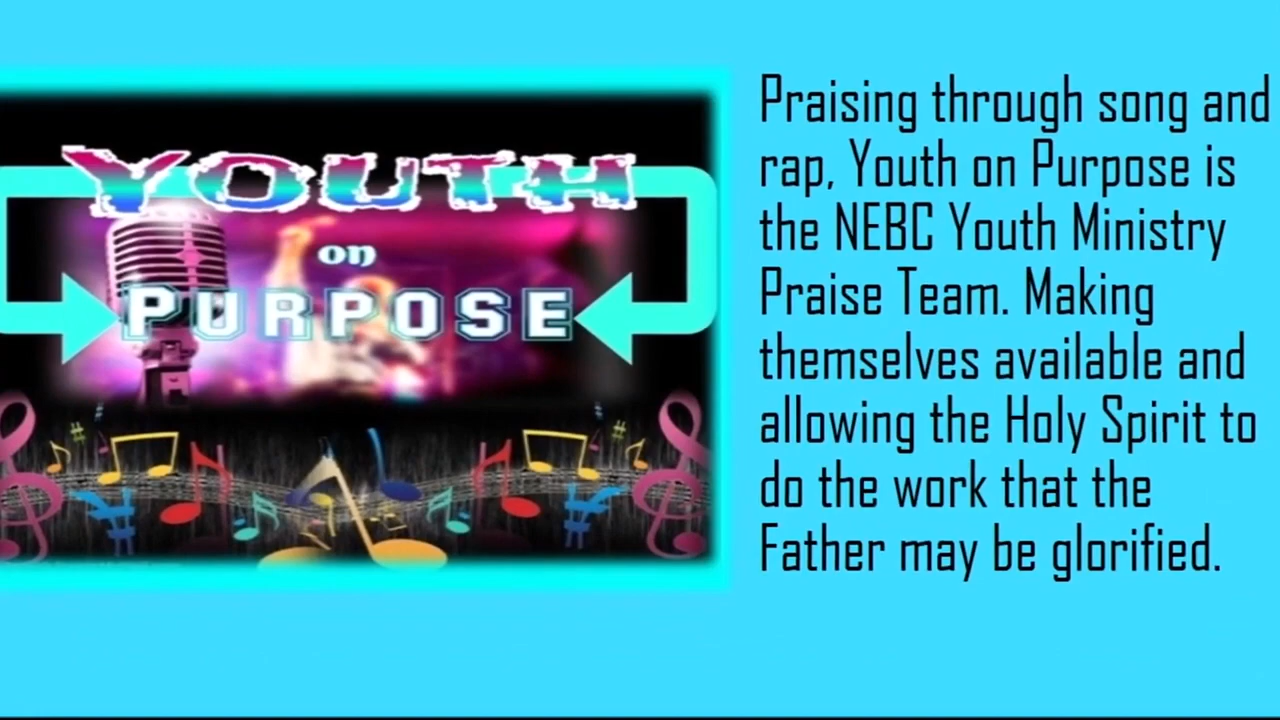 YOUTH
on
PURPOSE
Praising through song and
rap, Youth on Purpose is
the NEBC Youth Ministry
Praise Team. Making
themselves available and
allowing the Holy Spirit to
do the work that the
Father may be glorified.